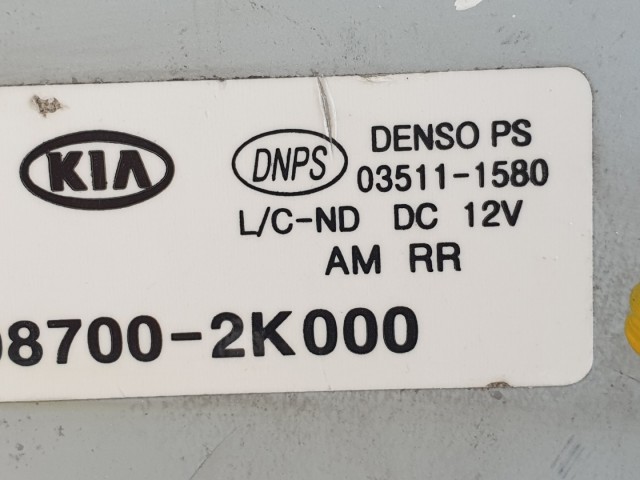 KIA
DNPS
DENSO PS
03511-1580
L/C-ND DC 12V
AM RR
98700-2K000